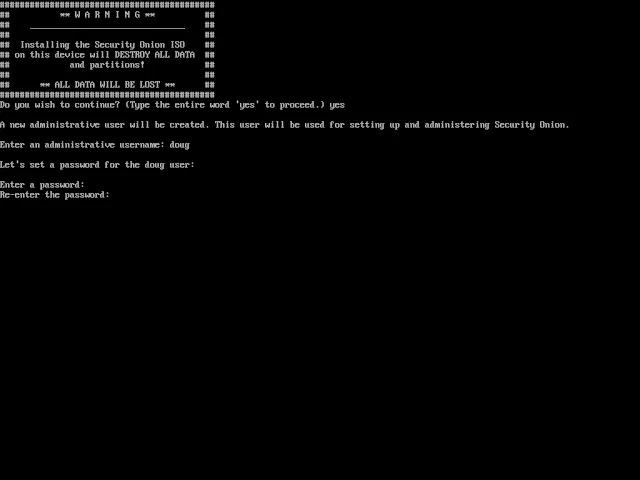 ###########################################
##          ** W A R N I N G **          ##
##    _______________________________    ##
##                                       ##
##  Installing the Security Onion ISO    ##
## on this device will DESTROY ALL DATA  ##
##            and partitions!            ##
##                                       ##
##      ** ALL DATA WILL BE LOST **      ##
###########################################
Do you wish to continue? (Type the entire word 'yes' to proceed.) yes
A new administrative user will be created. This user will be used for setting up and administering Security Onion.
Enter an administrative username: doug
Let's set a password for the doug user:
Enter a password:
Re-enter the password: